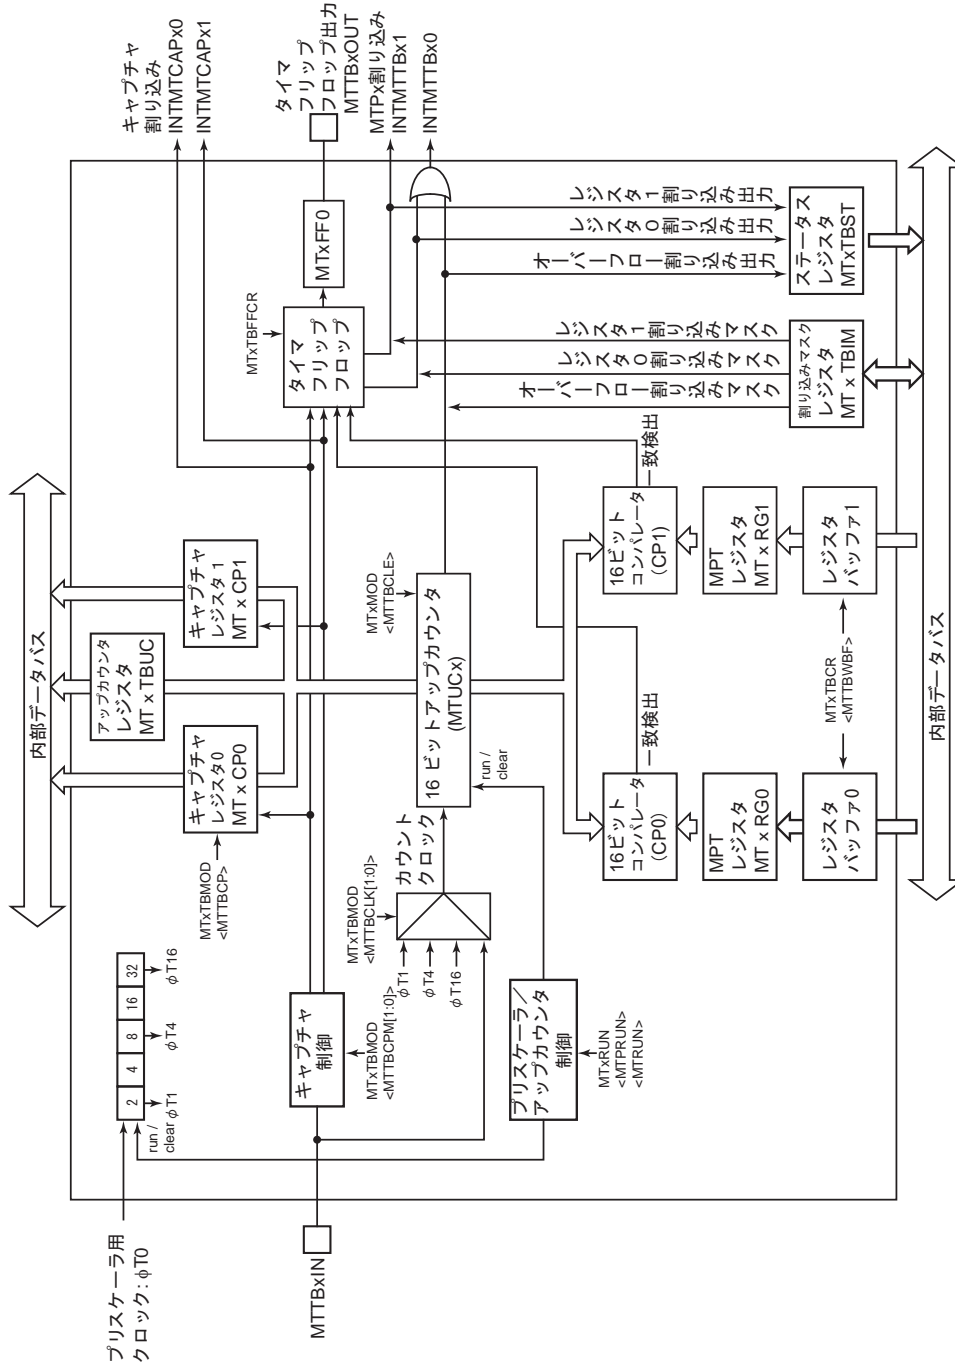 プリスケーラ用
クロック: φT0
run /
clear
2
4
8
16
32
φT1
φT4
φT16
MTTBxIN
内部データバス
キャプチャ
制御
MTxTBMOD
<MTTBCPM[1:0]>
MTxTBMOD
<MTTBCP>
キャプチャ
レジスタ0
MT x CP0
アップカウンタ
レジスタ
MT x TBUC
キャプチャ
レジスタ1
MT x CP1
キャプチャ
割り込み
INTMTCAPx0
INTMTCAPx1
タイマ
フリップ
フロップ出力
MTTBxOUT
MTPx割り込み
INTMTTBx1
INTMTTBx0
MTxTBFFCR
タイマ
フリップ
フロップ
MTxFF0
MTxTBMOD
<MTTBCLK[1:0]>
φT1
φT4
φT16
カウント
クロック
16 ビットアップカウンタ
(MTUCx)
MTxMOD
<MTTBCLE>
run /
clear
プリスケーラ/
アップカウンタ
制御
MTxRUN
<MTPRUN>
<MTRUN>
16ビット
コンパレータ
(CP0)
一致検出
16ビット
コンパレータ
(CP1)
一致検出
MPT
レジスタ
MT x RG0
MPT
レジスタ
MT x RG1
レジスタ
バッファ0
MTxTBCR
<MTTBWBF>
レジスタ
バッファ1
オーバーフロー割り込みマスク
レジスタ0割り込みマスク
レジスタ1割り込みマスク
オーバーフロー割り込み出力
レジスタ0割り込み出力
レジスタ1割り込み出力
割り込みマスク
レジスタ
MT x TBIM
ステータス
レジスタ
MTxTBST
内部データバス